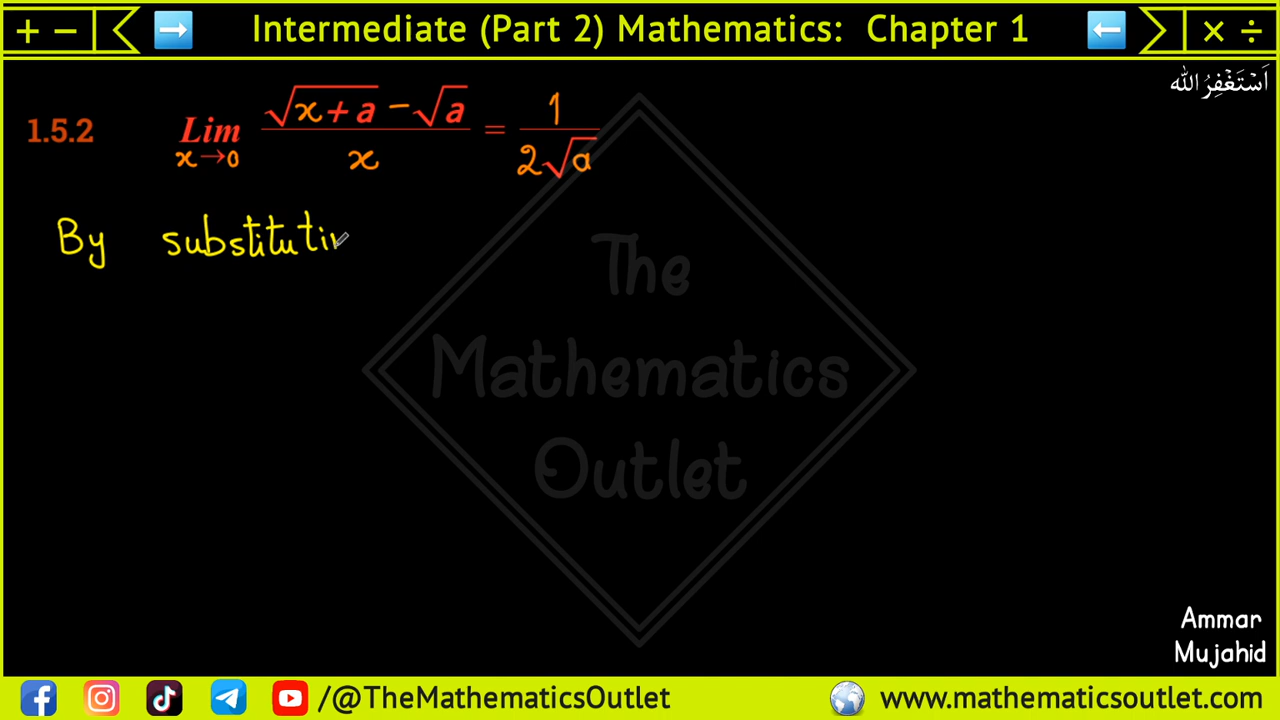 + − Intermediate (Part 2) Mathematics: Chapter 1 × ÷
اَسْتَغْفِرُ اللّٰه
1.5.2 Lim x→0 (√(x+a) − √a)/x = 1/(2√a)
By substitutin
The
Mathematics
Outlet
Ammar
Mujahid
/@TheMathematicsOutlet www.mathematicsoutlet.com